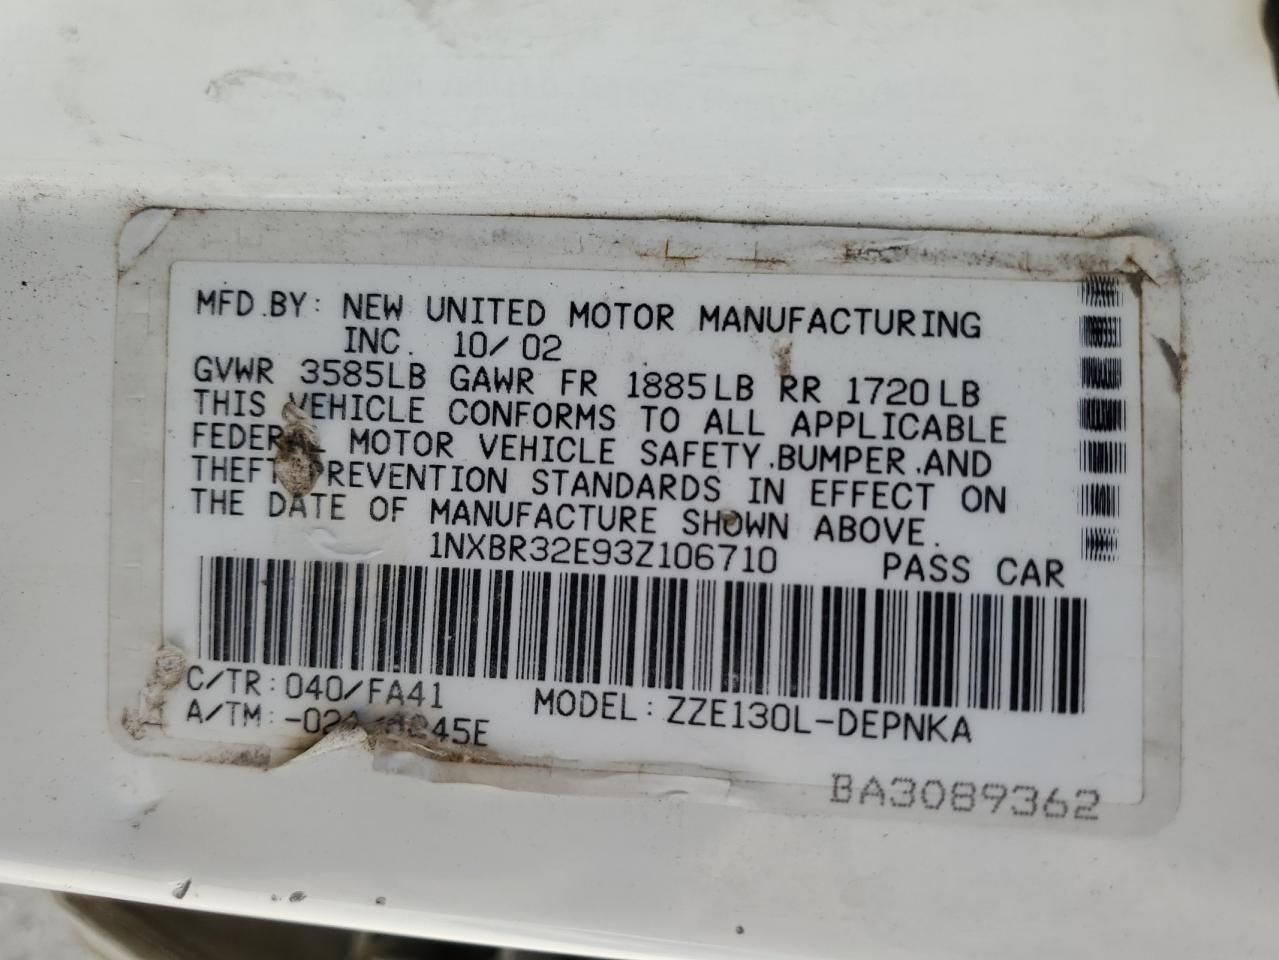 MFD.BY: NEW UNITED MOTOR MANUFACTURING
INC. 10/02
GVWR 3585LB GAWR FR 1885LB RR 1720LB
THIS VEHICLE CONFORMS TO ALL APPLICABLE
MOTOR VEHICLE SAFETY,BUMPER,AND
THEFT PREVENTION STANDARDS IN EFFECT ON
THE DATE OF MANUFACTURE SHOWN ABOVE.
1NXBR32E93Z106710 PASS CAR
C/TR:040/FA41 MODEL:ZZE130L-DEPNKA
A/TM:
BA3089362